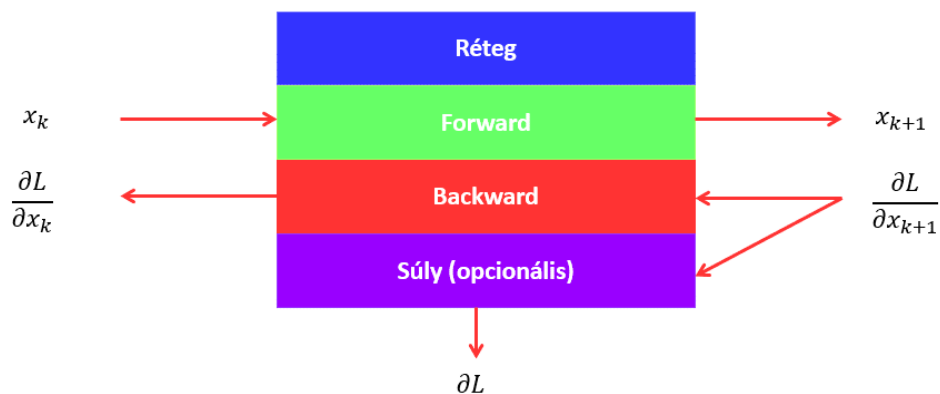 Réteg
x_k
Forward
x_{k+1}
∂L
∂x_k
Backward
∂L
∂x_{k+1}
Súly (opcionális)
∂L